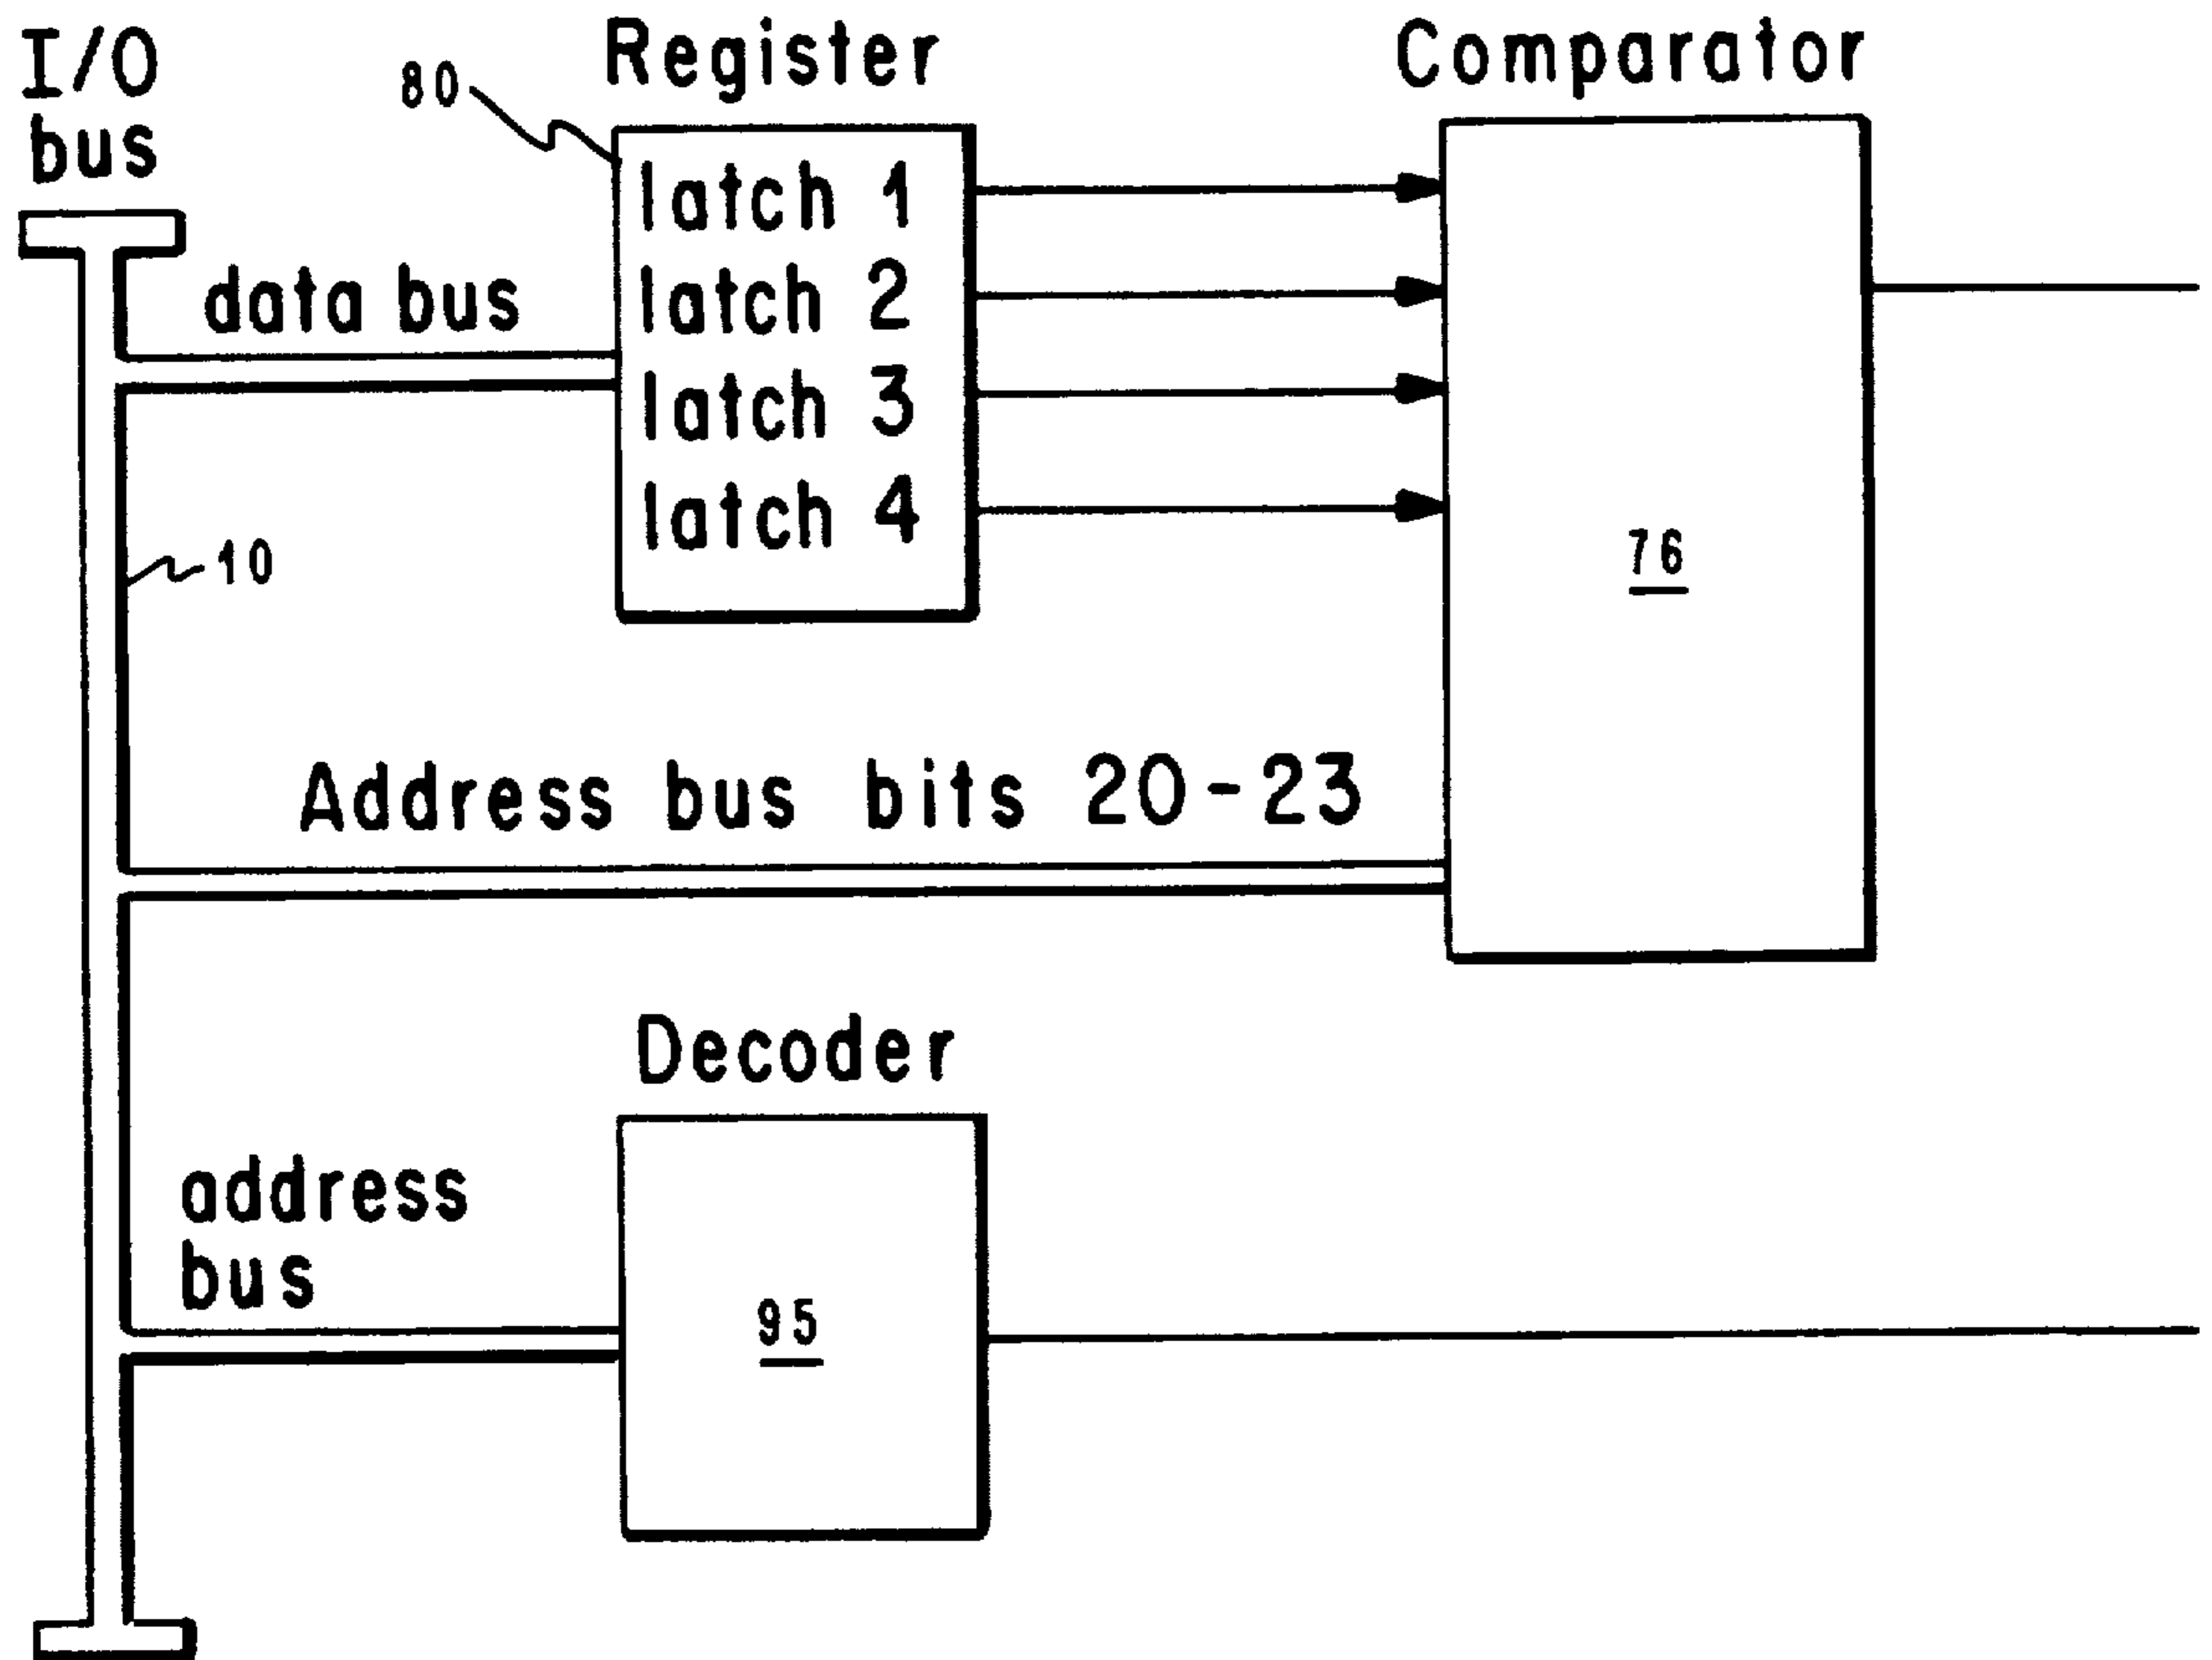 I/O
bus
80
Register
Comparator
latch 1
latch 2
latch 3
latch 4
data bus
10
76
Address bus bits 20-23
Decoder
address
bus
95